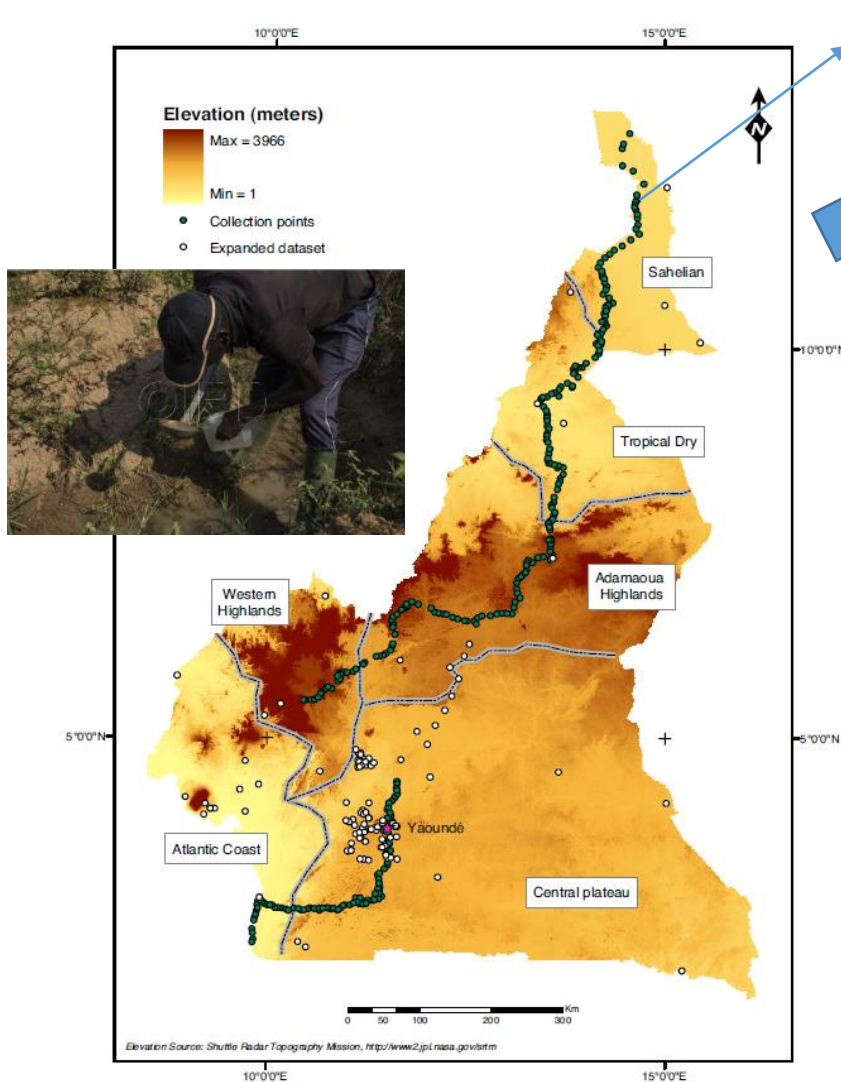 10°0'0"E
15°0'0"E
Elevation (meters)
Max = 3966
Min = 1
Collection points
Expanded dataset
N
Sahelian
10°0'0"N
©IRD
Tropical Dry
Adamaoua
Highlands
Western
Highlands
5°0'0"N
5°0'0"N
Yaoundé
Atlantic Coast
Central plateau
Km
0 50 100 200 300
Elevation Source: Shuttle Radar Topography Mission, http://www2.jpl.nasa.gov/srtm
10°0'0"E
15°0'0"E